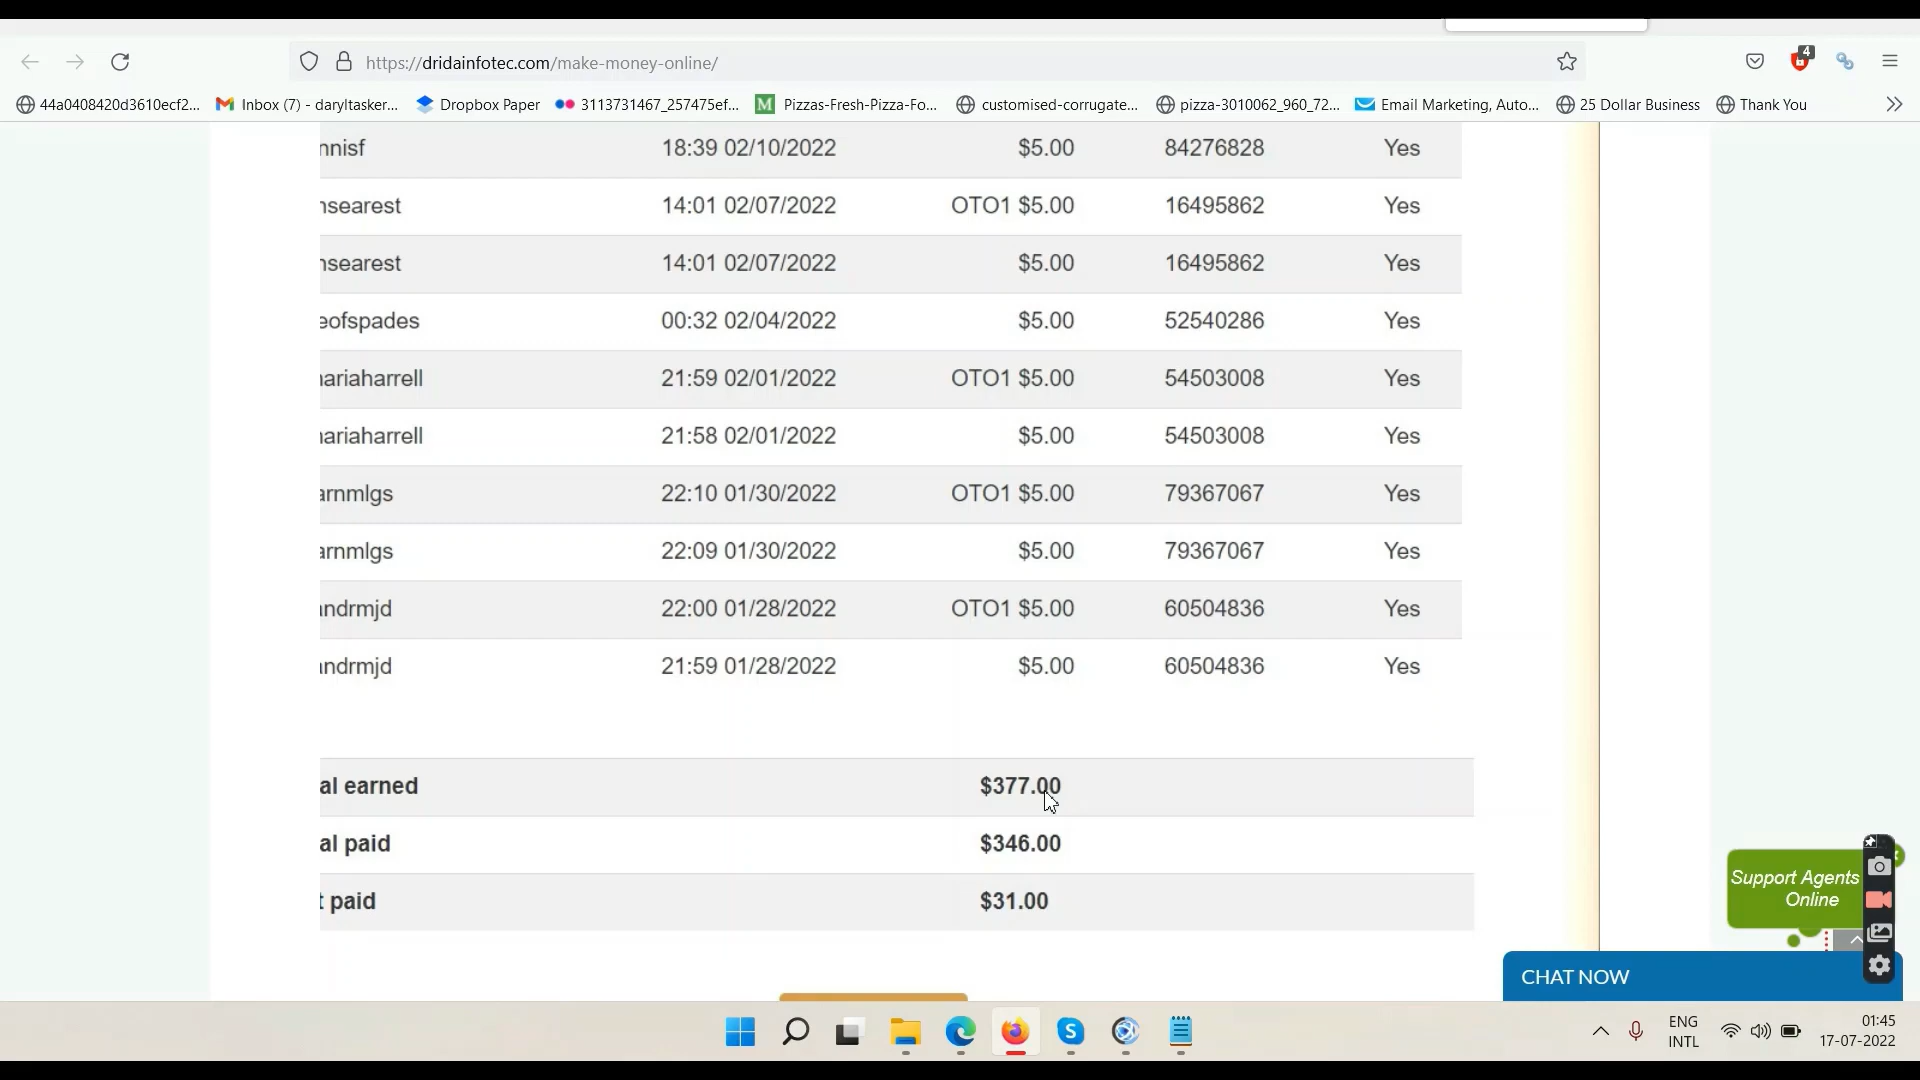 https://dridainfotec.com/make-money-online/
4
44a0408420d3610ecf2...
Inbox (7) - daryltasker...
Dropbox Paper
3113731467_257475ef...
M Pizzas-Fresh-Pizza-Fo...
customised-corrugate...
pizza-3010062_960_72...
Email Marketing, Auto...
25 Dollar Business
Thank You
nnisf 18:39 02/10/2022 $5.00 84276828 Yes
nsearest 14:01 02/07/2022 OTO1 $5.00 16495862 Yes
nsearest 14:01 02/07/2022 $5.00 16495862 Yes
eofspades 00:32 02/04/2022 $5.00 52540286 Yes
nariaharrell 21:59 02/01/2022 OTO1 $5.00 54503008 Yes
nariaharrell 21:58 02/01/2022 $5.00 54503008 Yes
arnmlgs 22:10 01/30/2022 OTO1 $5.00 79367067 Yes
arnmlgs 22:09 01/30/2022 $5.00 79367067 Yes
andrmjd 22:00 01/28/2022 OTO1 $5.00 60504836 Yes
andrmjd 21:59 01/28/2022 $5.00 60504836 Yes
al earned $377.00
al paid $346.00
t paid $31.00
Support Agents
Online
CHAT NOW
ENG
INTL
01:45
17-07-2022